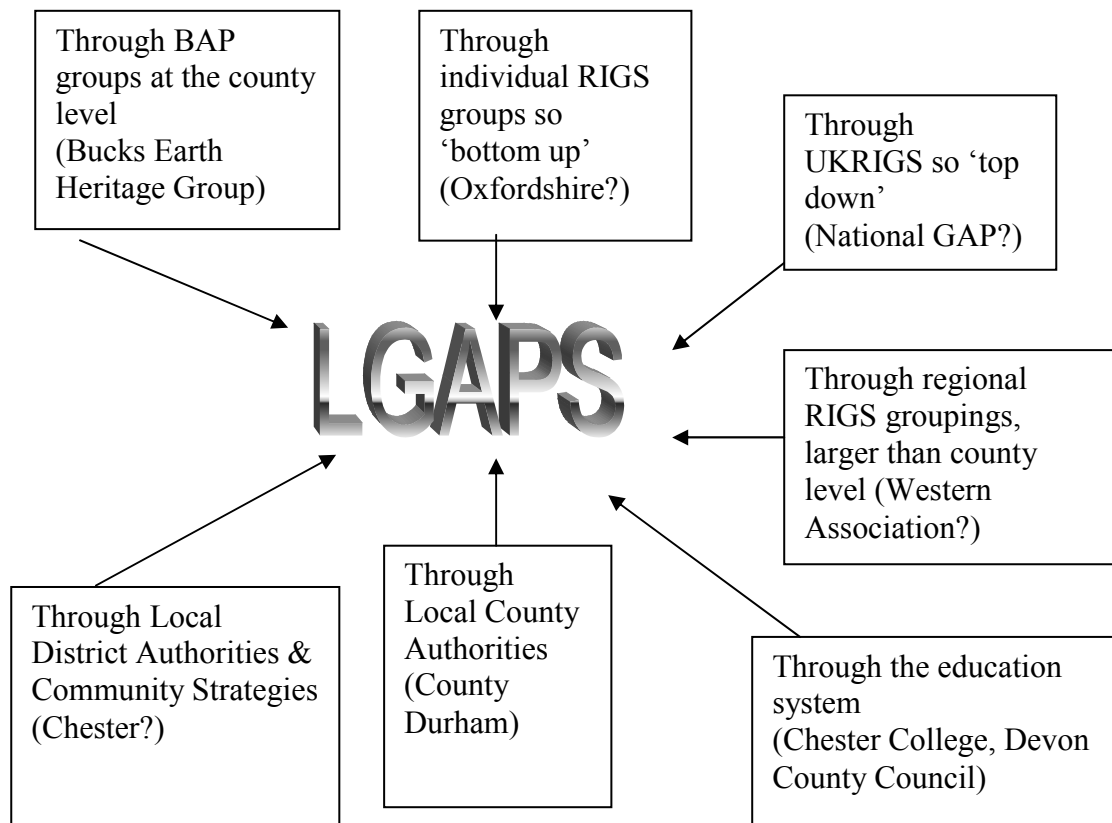 Through BAP
groups at the county
level
(Bucks Earth
Heritage Group)
Through
individual RIGS
groups so
‘bottom up’
(Oxfordshire?)
Through
UKRIGS so ‘top
down’
(National GAP?)
LGAPS
Through regional
RIGS groupings,
larger than county
level (Western
Association?)
Through Local
District Authorities &
Community Strategies
(Chester?)
Through
Local County
Authorities
(County
Durham)
Through the education
system
(Chester College, Devon
County Council)